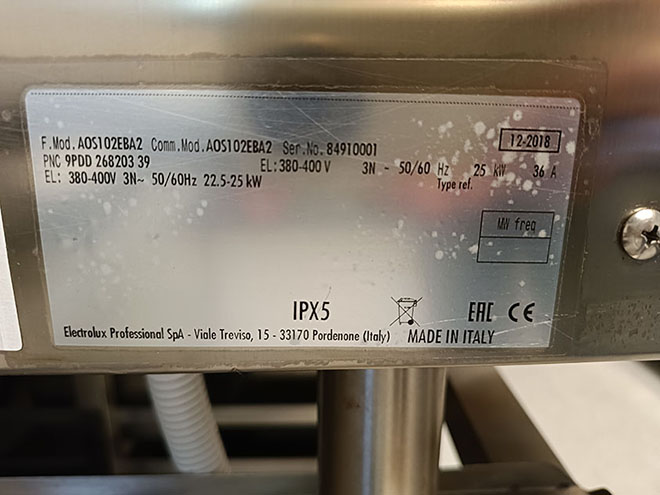 F.Mod. AOS102EBA2 Comm.Mod. AOS102EBA2 Ser.No. 84910001 12-2018
PNC 9PDD 268203 39 EL:380-400 V 3N ~ 50/60 Hz 25 kW 36 A
EL: 380-400V 3N~ 50/60Hz 22.5-25 kW Type ref.
MW freq
IPX5 EAC CE
Electrolux Professional SpA - Viale Treviso, 15 - 33170 Pordenone (Italy) MADE IN ITALY